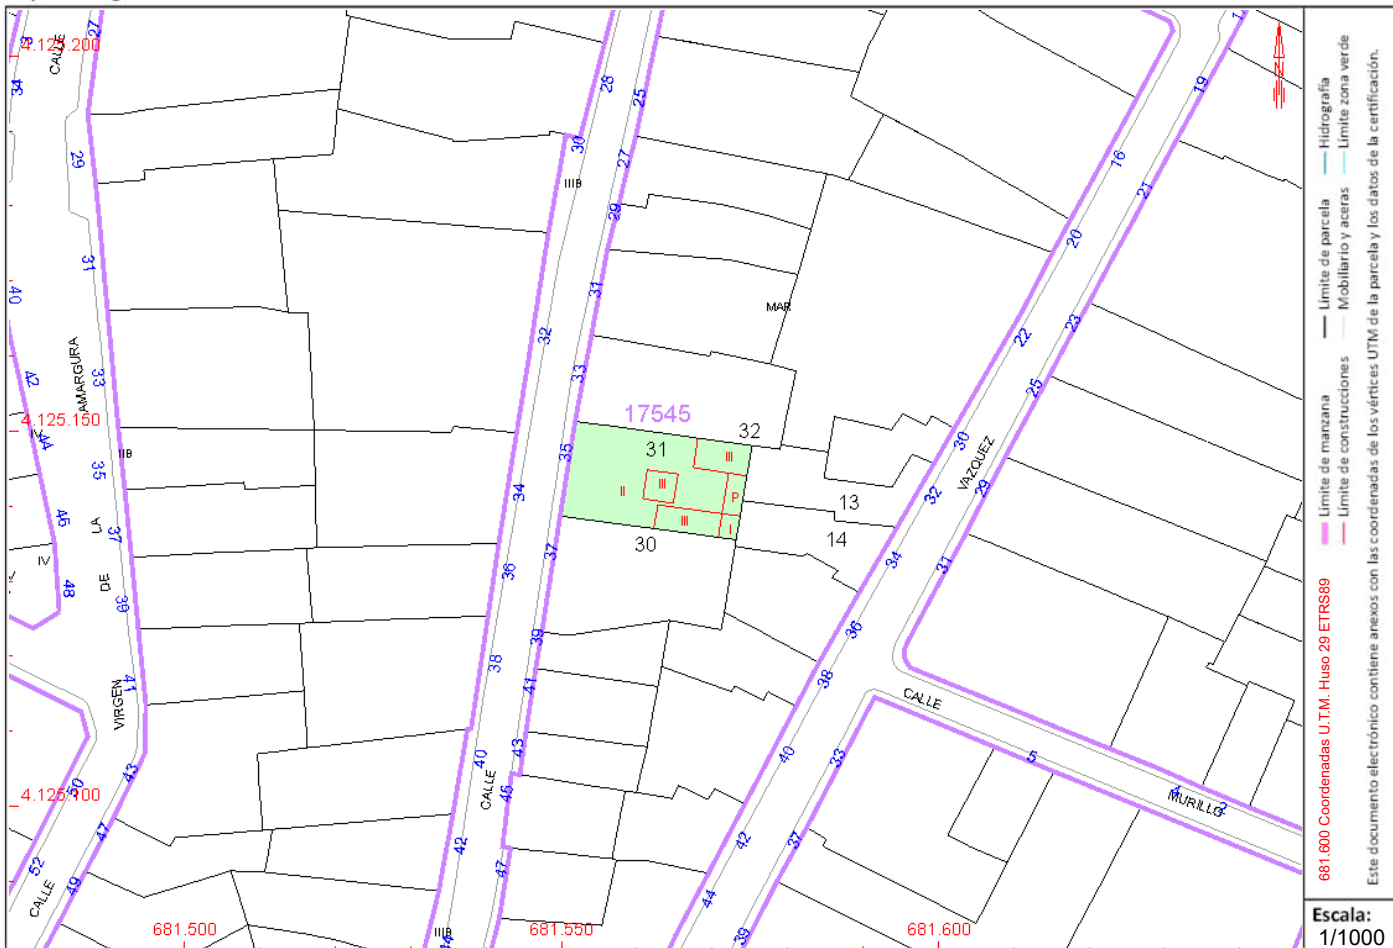 4.125.200
CALLE
27
34
29
31
40
42
33
AMARGURA
4.125.150
IV
44
IIB
35
46
LA
37
IV
DE
48
39
41
VIRGEN
43
50
4.125.100
47
52
49
CALLE
681.500
28
25
30
27
IIIB
29
31
32
33
35
34
37
36
39
38
41
40
43
CALLE
45
42
47
IIIB
44
681.550
17545
32
31
III
III
II
P
III
I
30
13
14
MAR
19
16
21
20
23
22
25
30
VAZQUEZ
32
29
34
31
36
38
CALLE
40
33
5
4
2
MURILLO
42
37
44
39
681.600
N
Límite de manzana
Límite de parcela
Hidrografía
Límite de construcciones
Mobiliario y aceras
Límite zona verde
681.600 Coordenadas U.T.M. Huso 29 ETRS89
Este documento electrónico contiene anexos con las coordenadas de los vértices UTM de la parcela y los datos de la certificación.
Escala:
1/1000